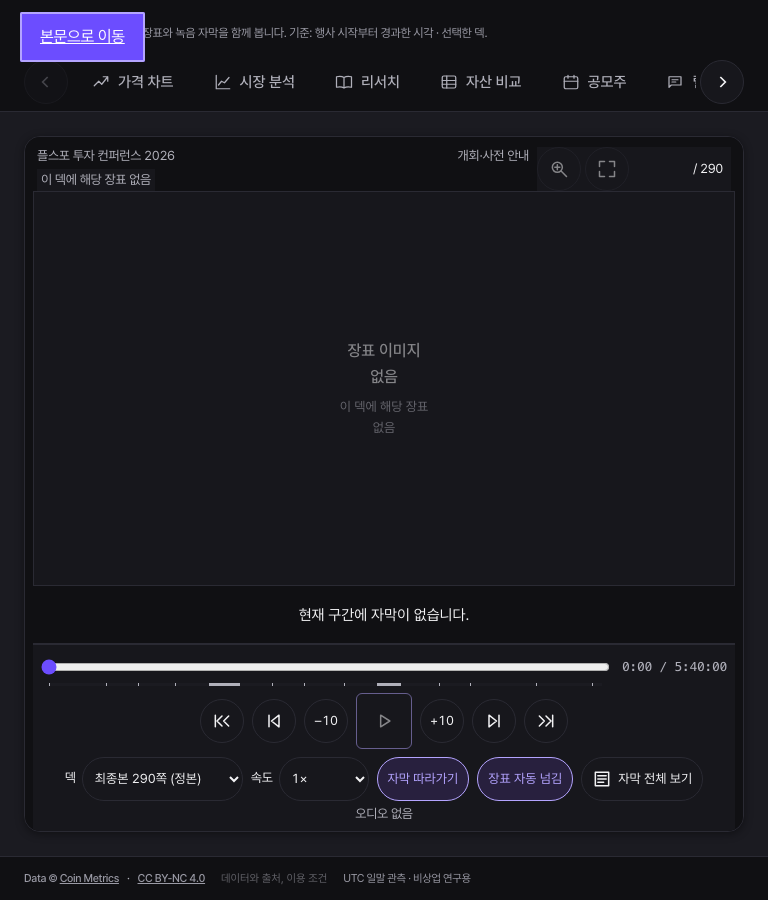 본문으로 이동
장표와 녹음 자막을 함께 봅니다. 기준: 행사 시작부터 경과한 시각 · 선택한 덱.
가격 차트
시장 분석
리서치
자산 비교
공모주
플스포 투자 컨퍼런스 2026
개회·사전 안내
/ 290
이 덱에 해당 장표 없음
장표 이미지
없음
이 덱에 해당 장표
없음
현재 구간에 자막이 없습니다.
0:00 / 5:40:00
−10
+10
덱
최종본 290쪽 (정본)
속도
1×
자막 따라가기
장표 자동 넘김
자막 전체 보기
오디오 없음
Data © Coin Metrics · CC BY-NC 4.0 데이터와 출처, 이용 조건 UTC 일말 관측 · 비상업 연구용